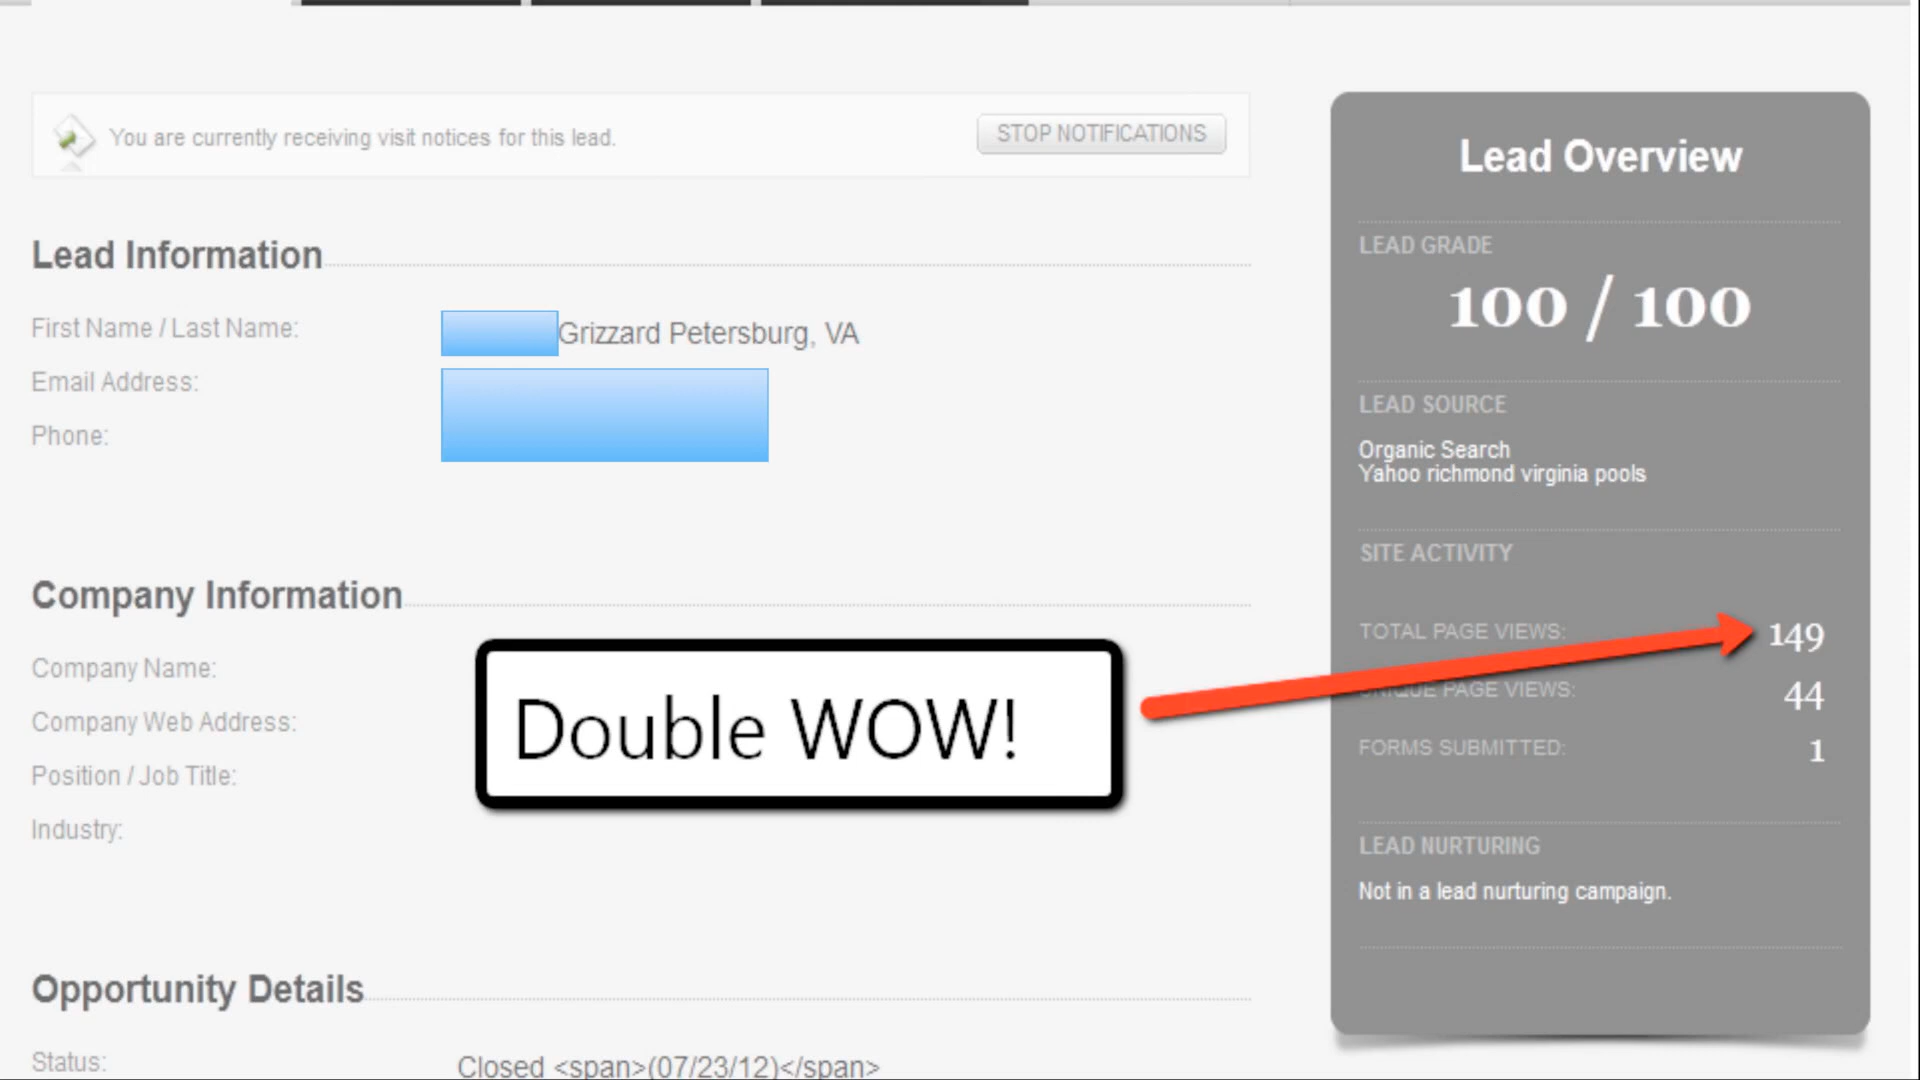 You are currently receiving visit notices for this lead.
STOP NOTIFICATIONS
Lead Information
First Name / Last Name:
Grizzard Petersburg, VA
Email Address:
Phone:
Company Information
Company Name:
Company Web Address:
Position / Job Title:
Industry:
Double WOW!
Opportunity Details
Status:
Closed <span>(07/23/12)</span>
Lead Overview
LEAD GRADE
100 / 100
LEAD SOURCE
Organic Search
Yahoo richmond virginia pools
SITE ACTIVITY
TOTAL PAGE VIEWS:
149
UNIQUE PAGE VIEWS:
44
FORMS SUBMITTED:
1
LEAD NURTURING
Not in a lead nurturing campaign.